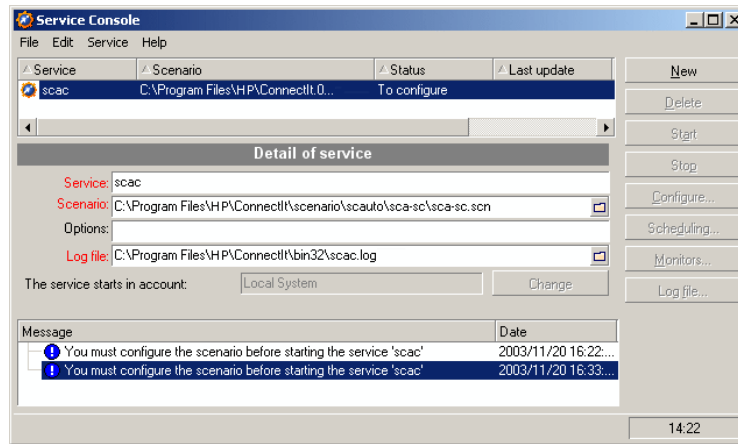 Service Console
File Edit Service Help
Service Scenario Status Last update
scac C:\Program Files\HP\ConnectIt.0... To configure
New
Delete
Start
Stop
Configure...
Scheduling...
Monitors...
Log file...
Detail of service
Service: scac
Scenario: C:\Program Files\HP\ConnectIt\scenario\scauto\sca-sc\sca-sc.scn
Options:
Log file: C:\Program Files\HP\ConnectIt\bin32\scac.log
The service starts in account: Local System Change
Message Date
You must configure the scenario before starting the service 'scac' 2003/11/20 16:22:...
You must configure the scenario before starting the service 'scac' 2003/11/20 16:33:...
14:22